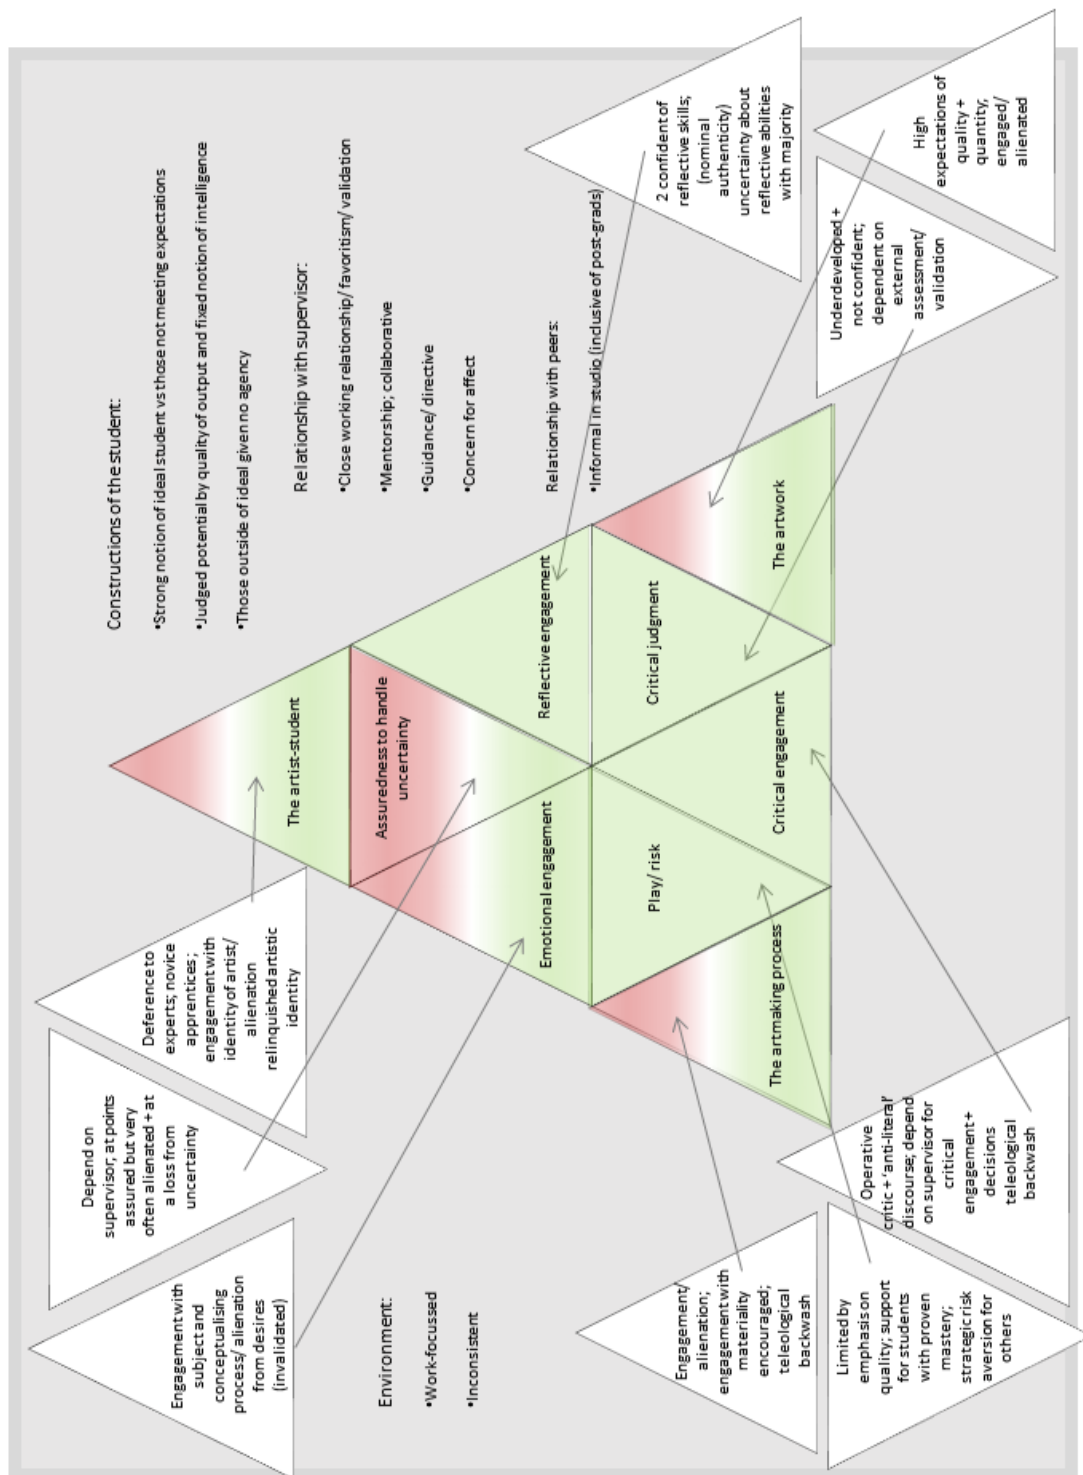 Engagement with
subject and
conceptualising
process/ alienation
from desires
(invalidated)
Depend on
supervisor; at points
assured but very
often alienated + at
a loss from
uncertainty
Deference to
experts; novice
apprentices;
engagement with
identity of artist/
alienation
relinquished artistic
identity
Constructions of the student:
•Strong notion of ideal student vs those not meeting expectations
•Judged potential by quality of output and fixed notion of intelligence
•Those outside of ideal given no agency
Relationship with supervisor:
•Close working relationship/ favoritism/ validation
•Mentorship; collaborative
•Guidance/ directive
•Concern for affect
Relationship with peers:
•Informal in studio (inclusive of post-grads)
Environment:
•Work-focussed
•Inconsistent
The artist-student
Assuredness to handle
uncertainty
Emotional engagement
Reflective engagement
Play/ risk
Critical judgment
The artmaking process
Critical engagement
The artwork
2 confident of
reflective skills;
(nominal
authenticity)
uncertainty about
reflective abilities
with majority
Engagement/
alienation;
engagement with
materiality
encouraged;
teleological
backwash
Limited by
emphasis on
quality; support
for students
with proven
mastery;
strategic risk
aversion for
others
Operative
critic + ‘anti-literal’
discourse; depend
on supervisor for
critical
engagement +
decisions
teleological
backwash
Underdeveloped +
not confident;
dependent on
external
assessment/
validation
High
expectations of
quality +
quantity;
engaged/
alienated